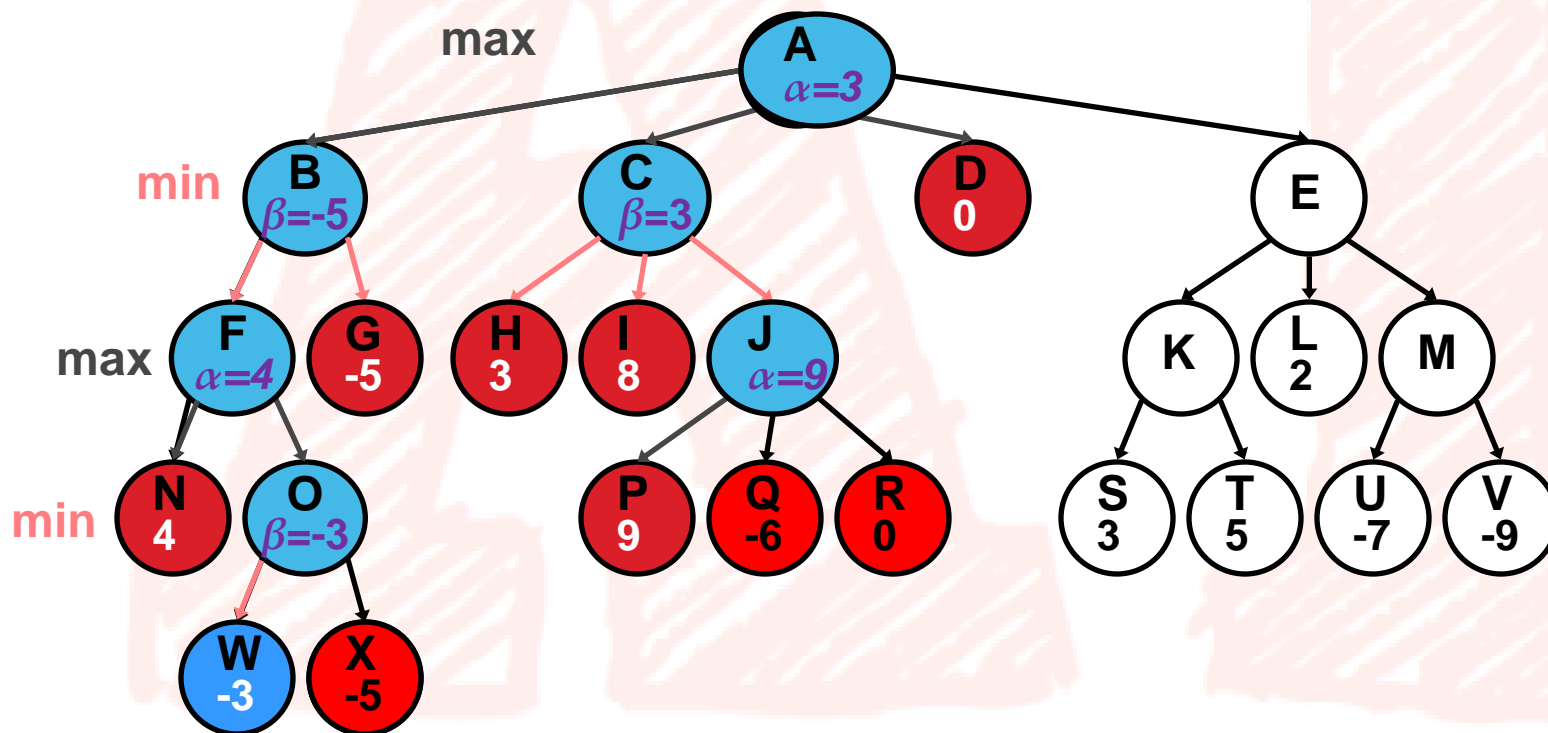 max
A
α=3
min
B
β=-5
C
β=3
D
0
E
max
F
α=4
G
-5
H
3
I
8
J
α=9
K
L
2
M
min
N
4
O
β=-3
P
9
Q
-6
R
0
S
3
T
5
U
-7
V
-9
W
-3
X
-5